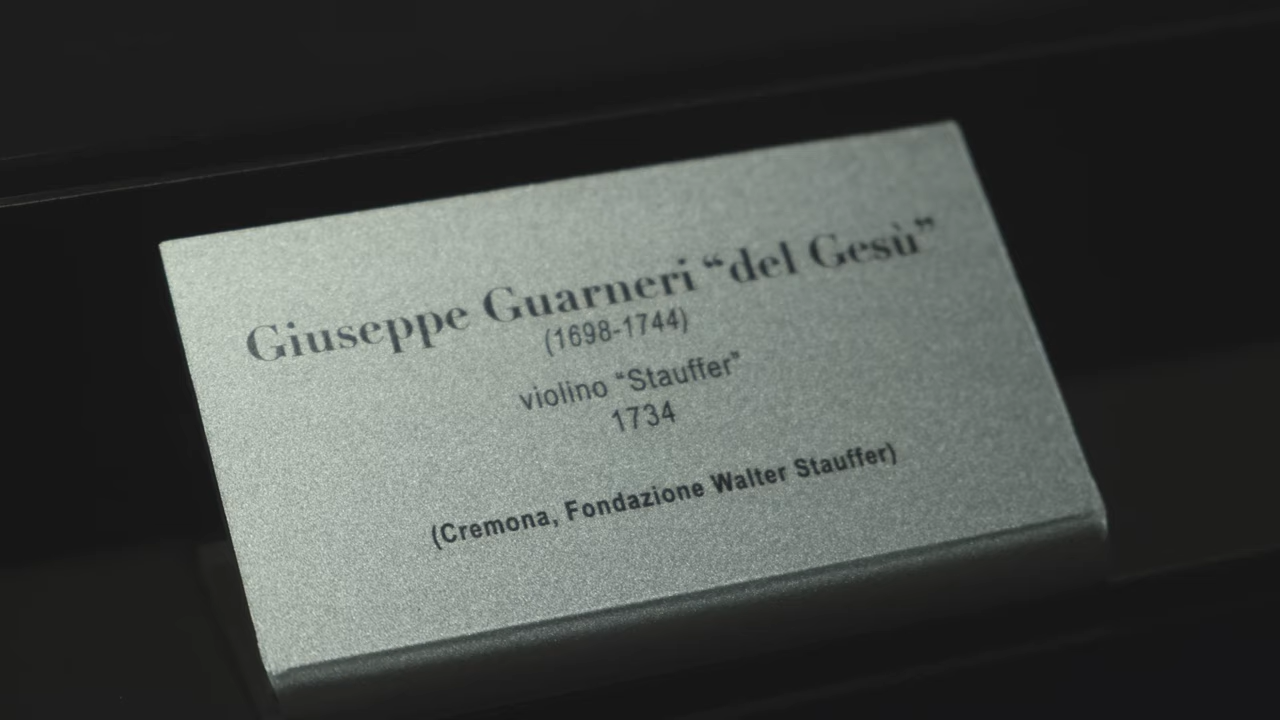 Giuseppe Guarneri “del Gesù”
(1698-1744)
violino “Stauffer”
1734
(Cremona, Fondazione Walter Stauffer)